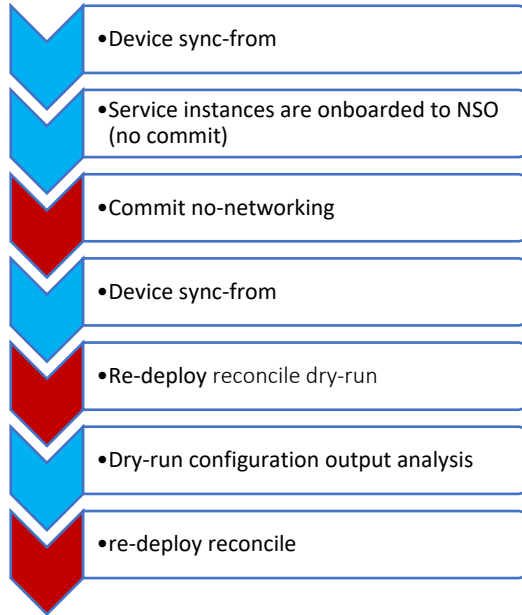 •Device sync-from
•Service instances are onboarded to NSO
(no commit)
•Commit no-networking
•Device sync-from
•Re-deploy reconcile dry-run
•Dry-run configuration output analysis
•re-deploy reconcile